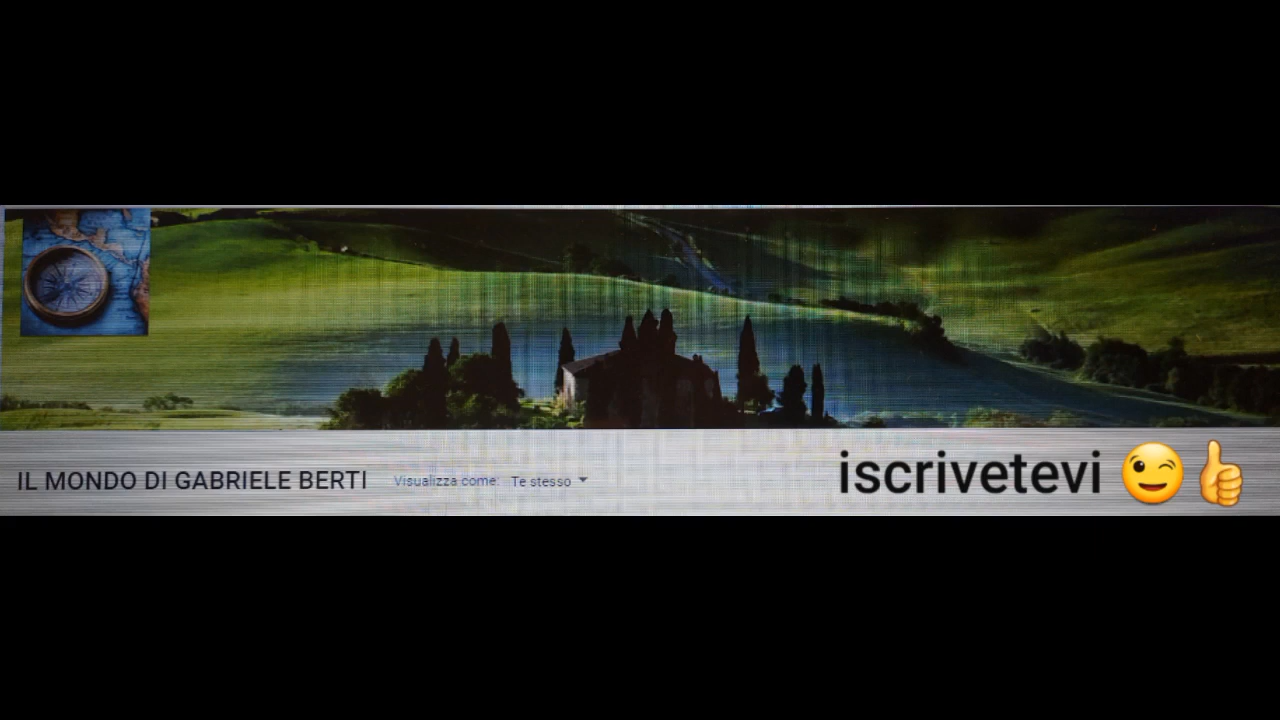 IL MONDO DI GABRIELE BERTI Visualizza come: Te stesso iscrivetevi 😉👍